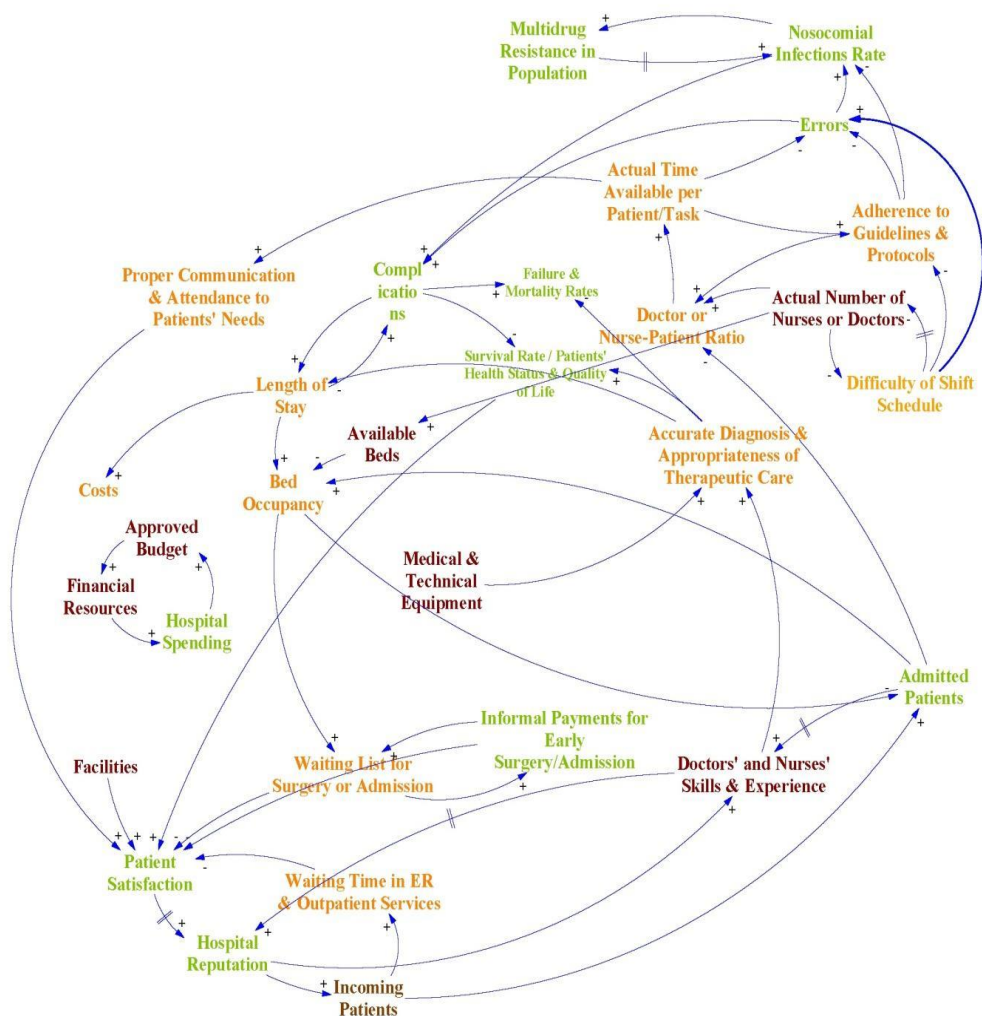 Multidrug
Resistance in
Population
Nosocomial
Infections Rate
Errors
Actual Time
Available per
Patient/Task
Adherence to
Guidelines &
Protocols
Proper Communication
& Attendance to
Patients' Needs
Compl
icatio
ns
Failure &
Mortality Rates
Doctor or
Nurse-Patient Ratio
Actual Number of
Nurses or Doctors
Survival Rate / Patients'
Health Status & Quality
of Life
Difficulty of Shift
Schedule
Length of
Stay
Available
Beds
Accurate Diagnosis &
Appropriateness of
Therapeutic Care
Costs
Bed
Occupancy
Approved
Budget
Financial
Resources
Hospital
Spending
Medical &
Technical
Equipment
Admitted
Patients
Informal Payments for
Early
Surgery/Admission
Facilities
Waiting List for
Surgery or Admission
Doctors' and Nurses'
Skills & Experience
Patient
Satisfaction
Waiting Time in ER
& Outpatient Services
Hospital
Reputation
Incoming
Patients